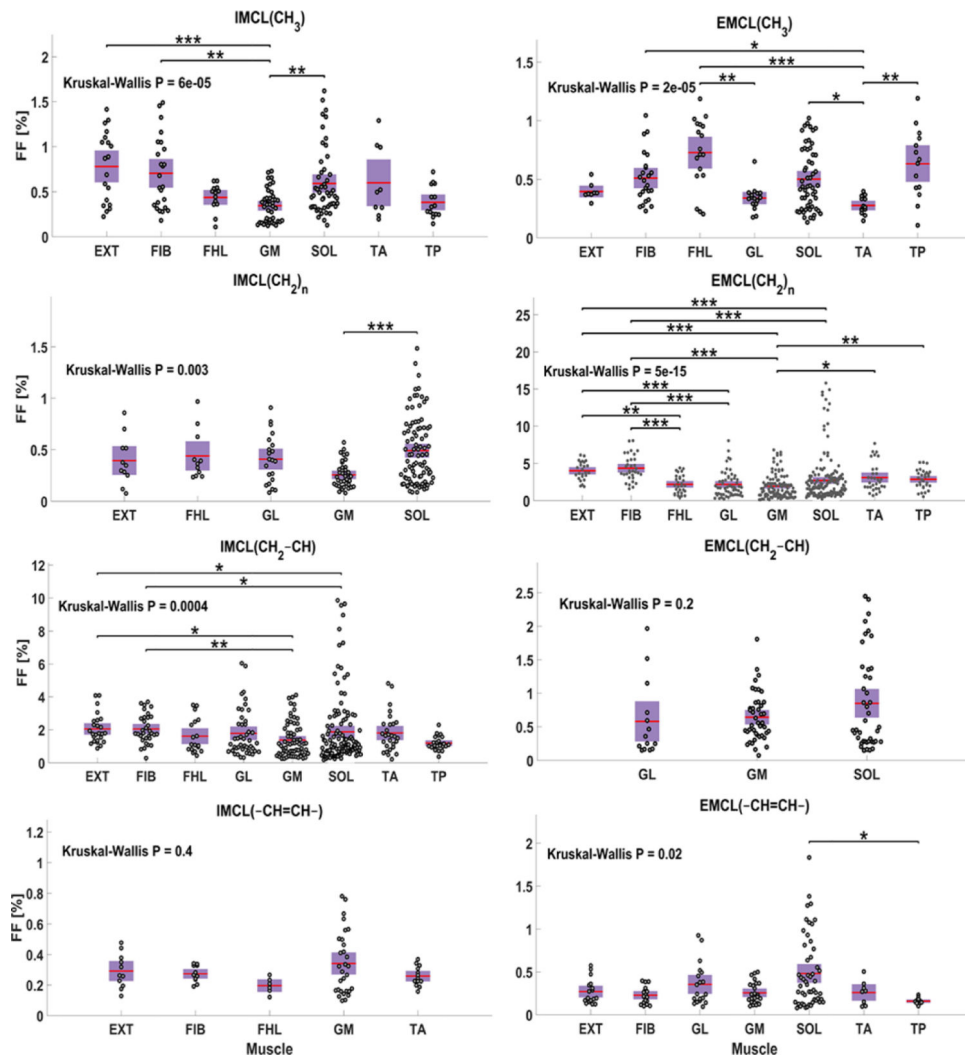 IMCL(CH₃)
***
**
**
Kruskal-Wallis P = 6e-05
FF [%]
2
1.5
1
0.5
0
EXT FIB FHL GM SOL TA TP
EMCL(CH₃)
*
***
**
**
*
Kruskal-Wallis P = 2e-05
1.5
1
0.5
0
EXT FIB FHL GL SOL TA TP
IMCL(CH₂)n
***
Kruskal-Wallis P = 0.003
FF [%]
1.5
1
0.5
0
EXT FHL GL GM SOL
EMCL(CH₂)n
***
***
***
**
***
*
Kruskal-Wallis P = 5e-15
***
***
**
***
25
20
15
10
5
0
EXT FIB FHL GL GM SOL TA TP
IMCL(CH₂−CH)
*
*
Kruskal-Wallis P = 0.0004
*
**
FF [%]
12
10
8
6
4
2
0
EXT FIB FHL GL GM SOL TA TP
EMCL(CH₂−CH)
Kruskal-Wallis P = 0.2
2.5
2
1.5
1
0.5
0
GL GM SOL
IMCL(−CH=CH−)
Kruskal-Wallis P = 0.4
FF [%]
1.2
1
0.8
0.6
0.4
0.2
0
EXT FIB FHL GM TA
Muscle
EMCL(−CH=CH−)
*
Kruskal-Wallis P = 0.02
2
1.5
1
0.5
0
EXT FIB GL GM SOL TA TP
Muscle